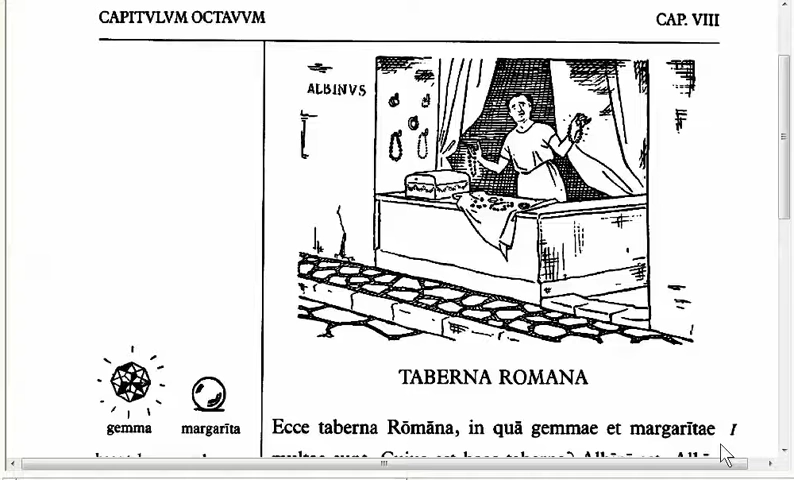 CAPITVLVM OCTAVVM
CAP. VIII
ALBINVS
TABERNA ROMANA
gemma
margarīta
Ecce taberna Rōmāna, in quā gemmae et margarītae I